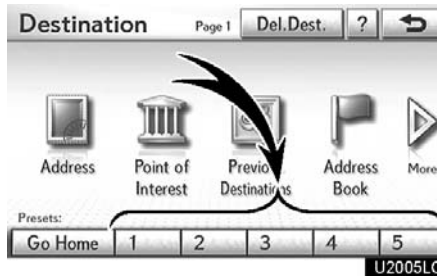 Destination Page 1 Del.Dest. ?
Address Point of Interest Previous Destinations Address Book More
Presets:
Go Home 1 2 3 4 5
U2005LC